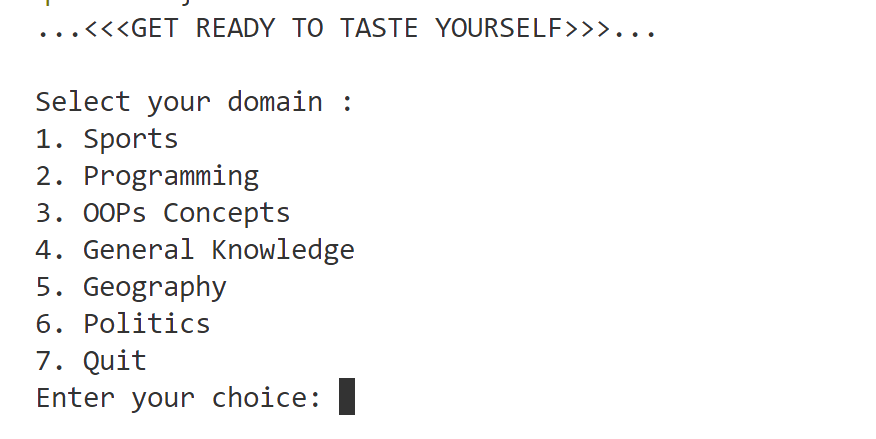 ...<<<GET READY TO TASTE YOURSELF>>>...
Select your domain :
1. Sports
2. Programming
3. OOPs Concepts
4. General Knowledge
5. Geography
6. Politics
7. Quit
Enter your choice: